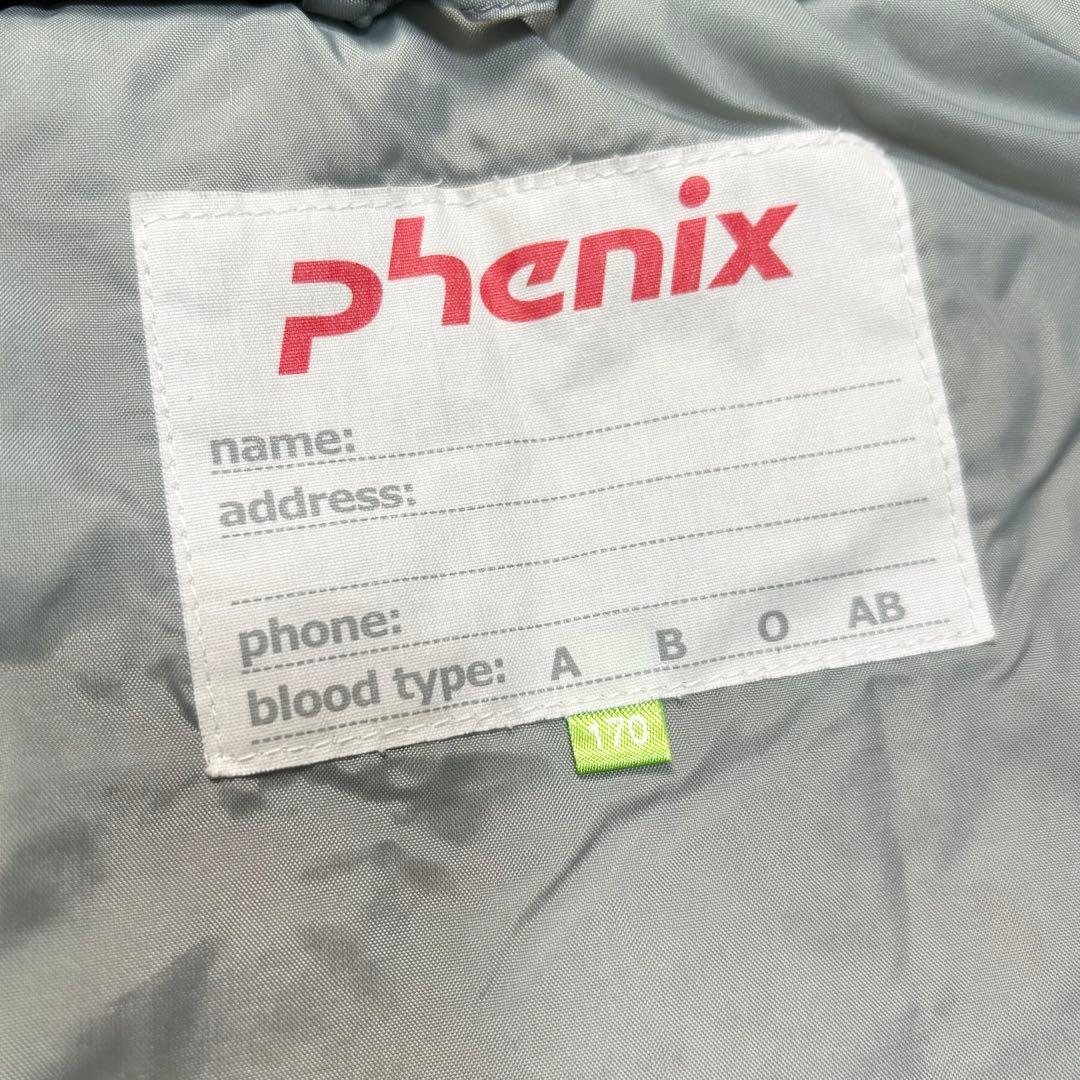 phenix
name:
address:
phone:
blood type: A B O AB
170